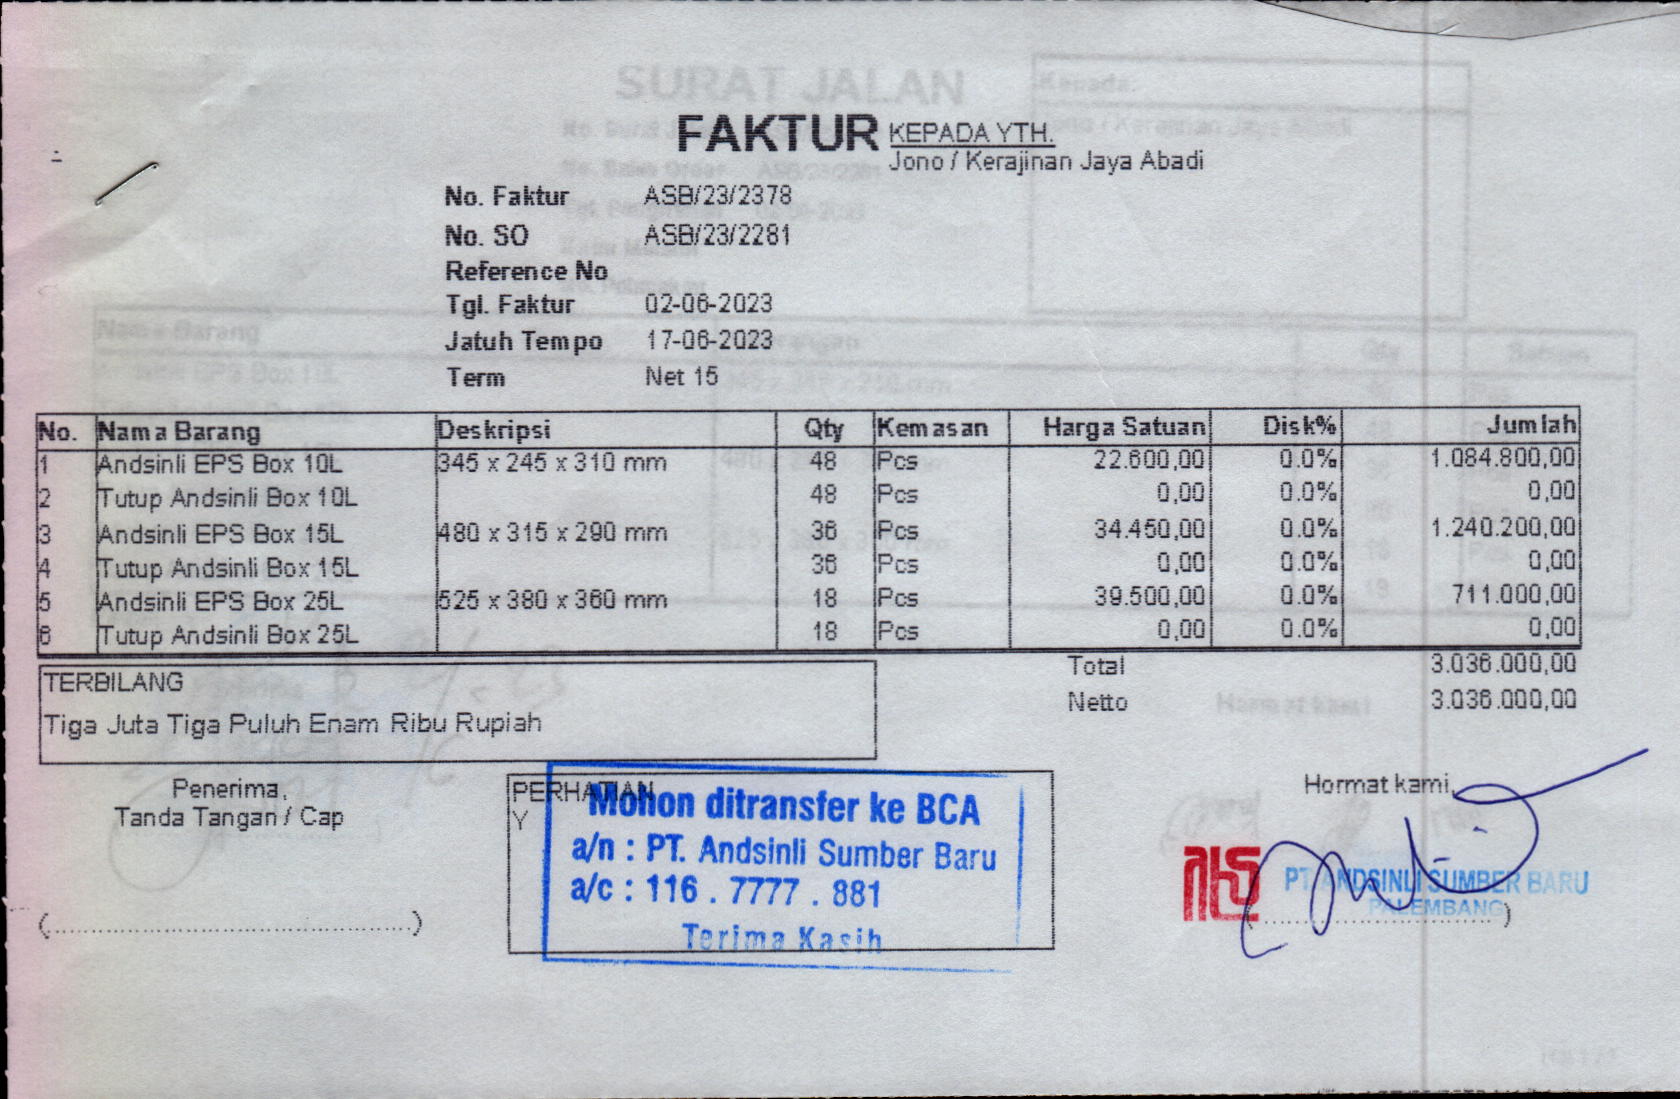 SURAT JALAN
Kepada:
FAKTUR
KEPADA YTH.
Jono / Kerajinan Jaya Abadi
No. Faktur ASB/23/2378
No. SO ASB/23/2281
Reference No
Tgl. Faktur 02-06-2023
Jatuh Tempo 17-06-2023
Term Net 15
No. Nama Barang Deskripsi Qty Kemasan Harga Satuan Disk% Jumlah
1 Andsinli EPS Box 10L 345 x 245 x 310 mm 48 Pcs 22.600,00 0.0% 1.084.800,00
2 Tutup Andsinli Box 10L 48 Pcs 0,00 0.0% 0,00
3 Andsinli EPS Box 15L 480 x 315 x 290 mm 36 Pcs 34.450,00 0.0% 1.240.200,00
4 Tutup Andsinli Box 15L 36 Pcs 0,00 0.0% 0,00
5 Andsinli EPS Box 25L 525 x 380 x 360 mm 18 Pcs 39.500,00 0.0% 711.000,00
6 Tutup Andsinli Box 25L 18 Pcs 0,00 0.0% 0,00
Total 3.036.000,00
Netto 3.036.000,00
TERBILANG
Tiga Juta Tiga Puluh Enam Ribu Rupiah
Penerima,
Tanda Tangan / Cap
(..........................................)
PERHATIAN
Y
Mohon ditransfer ke BCA
a/n : PT. Andsinli Sumber Baru
a/c : 116 . 7777 . 881
Terima Kasih
Hormat kami,
PT. ANDSINLI SUMBER BARU
PALEMBANG
(..............................)